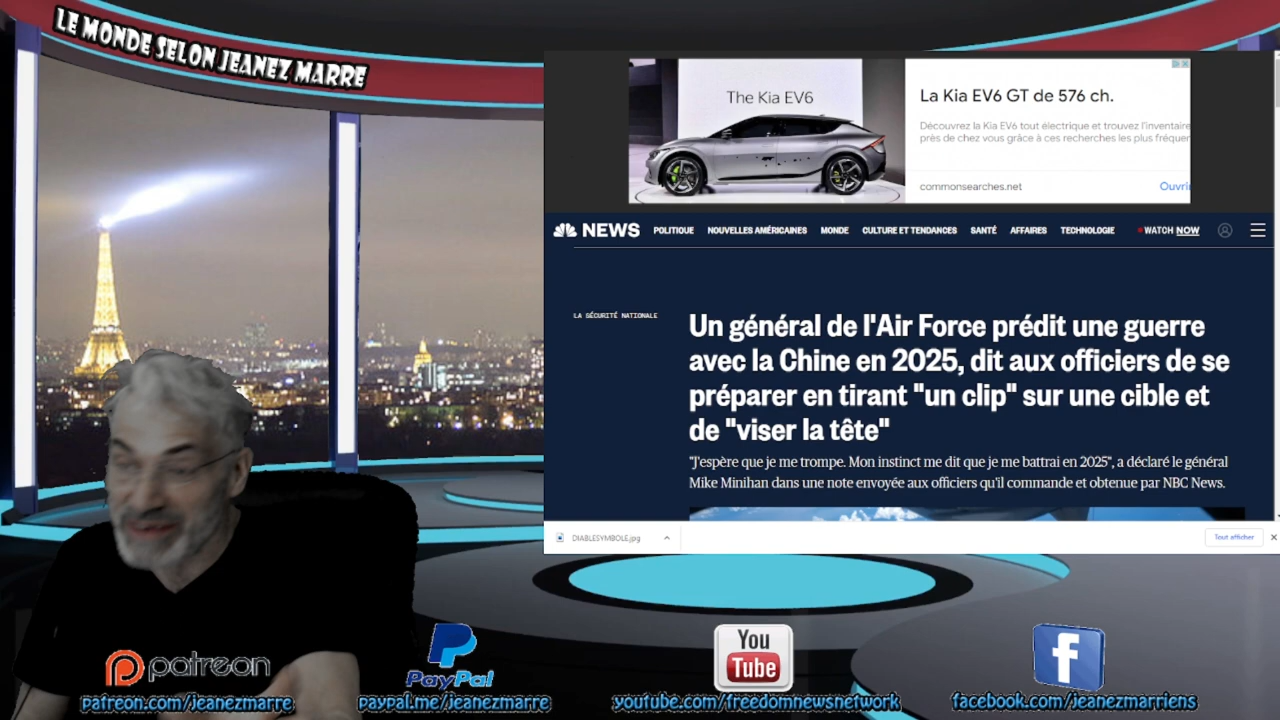 LE MONDE SELON JEANEZ MARRE
The Kia EV6
La Kia EV6 GT de 576 ch.
Découvrez la Kia EV6 tout électrique et trouvez l'inventaire
près de chez vous grâce à ces recherches les plus fréquen
commonsearches.net
Ouvri
NEWS POLITIQUE NOUVELLES AMÉRICAINES MONDE CULTURE ET TENDANCES SANTÉ AFFAIRES TECHNOLOGIE WATCH NOW
LA SÉCURITÉ NATIONALE
Un général de l'Air Force prédit une guerre
avec la Chine en 2025, dit aux officiers de se
préparer en tirant "un clip" sur une cible et
de "viser la tête"
"J'espère que je me trompe. Mon instinct me dit que je me battrai en 2025", a déclaré le général
Mike Minihan dans une note envoyée aux officiers qu'il commande et obtenue par NBC News.
DIABLESYMBOLE.jpg
Tout afficher
patreon
PayPal
You
Tube
f
patreon.com/jeanezmarre
paypal.me/jeanezmarre
youtube.com/freedomnewsnetwork
facebook.com/jeanezmarriens